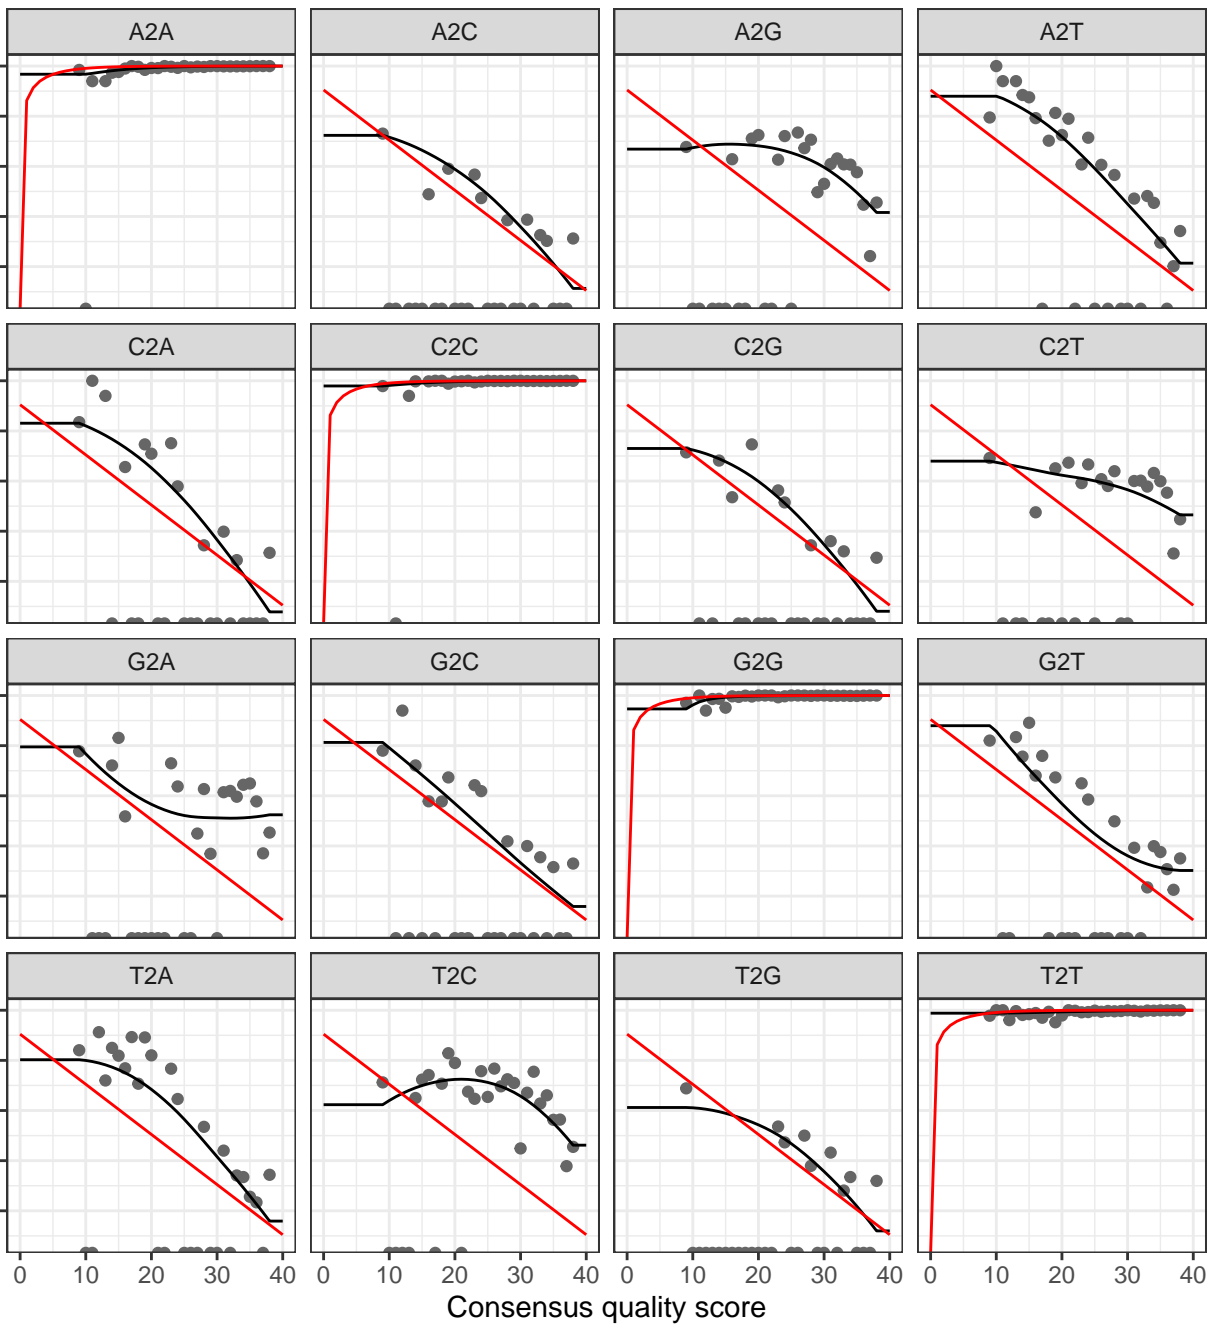 A2A A2C A2G A2T
C2A C2C C2G C2T
G2A G2C G2G G2T
T2A T2C T2G T2T
0 10 20 30 40 0 10 20 30 40 0 10 20 30 40 0 10 20 30 40
Consensus quality score